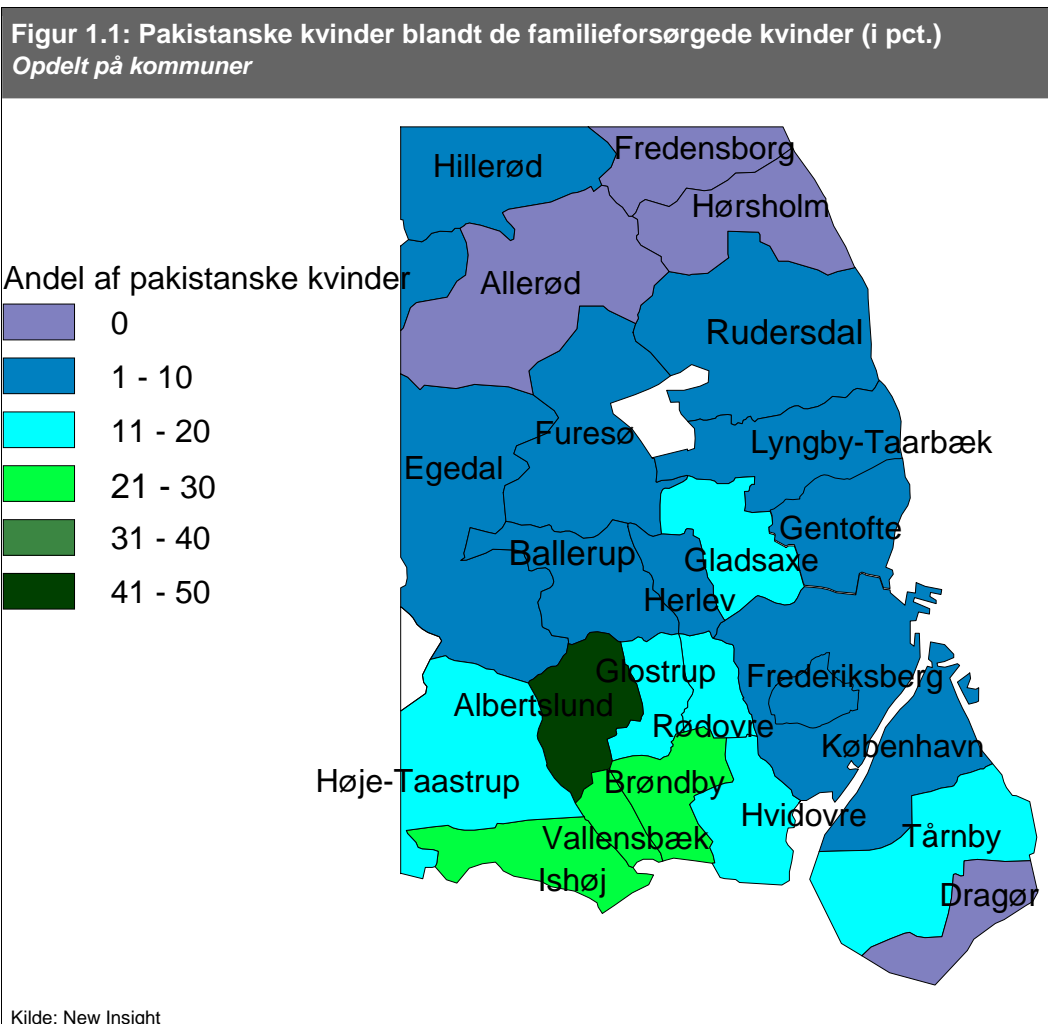 Figur 1.1: Pakistanske kvinder blandt de familieforsørgede kvinder (i pct.)
Opdelt på kommuner
Fredensborg
Hillerød
Hørsholm
Andel af pakistanske kvinder
Allerød
0
Rudersdal
1 - 10
11 - 20
Furesø
Lyngby-Taarbæk
Egedal
21 - 30
Gentofte
31 - 40
Ballerup
Gladsaxe
41 - 50
Herlev
Glostrup
Frederiksberg
Albertslund
Rødovre
København
Høje-Taastrup
Brøndby
Hvidovre
Vallensbæk
Tårnby
Ishøj
Dragør
Kilde: New Insight